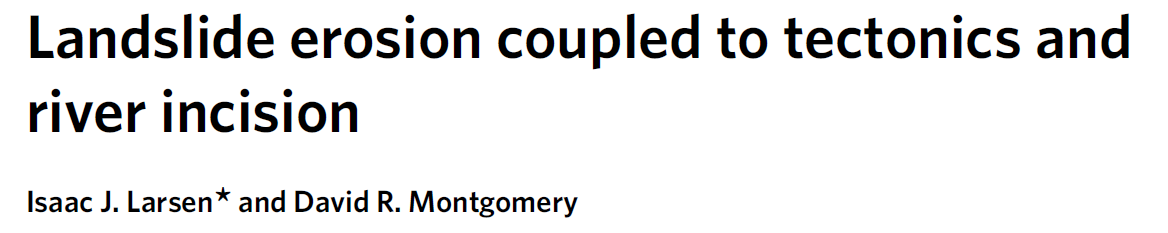 Landslide erosion coupled to tectonics and
river incision
Isaac J. Larsen★ and David R. Montgomery